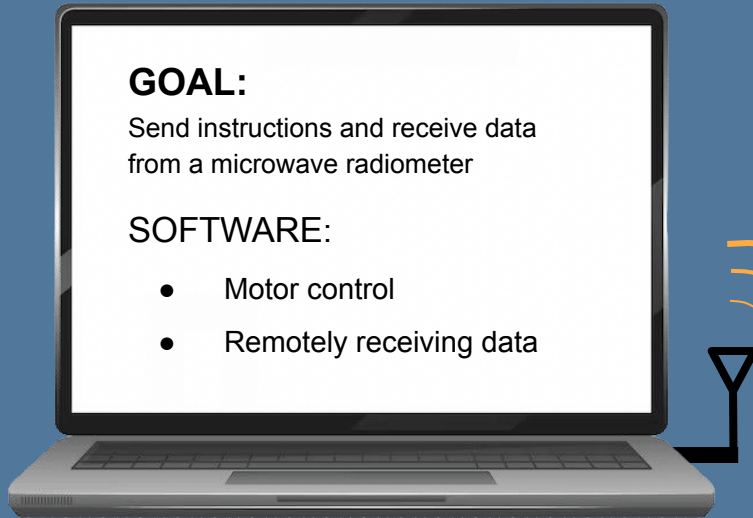 GOAL:
Send instructions and receive data
from a microwave radiometer
SOFTWARE:
● Motor control
● Remotely receiving data